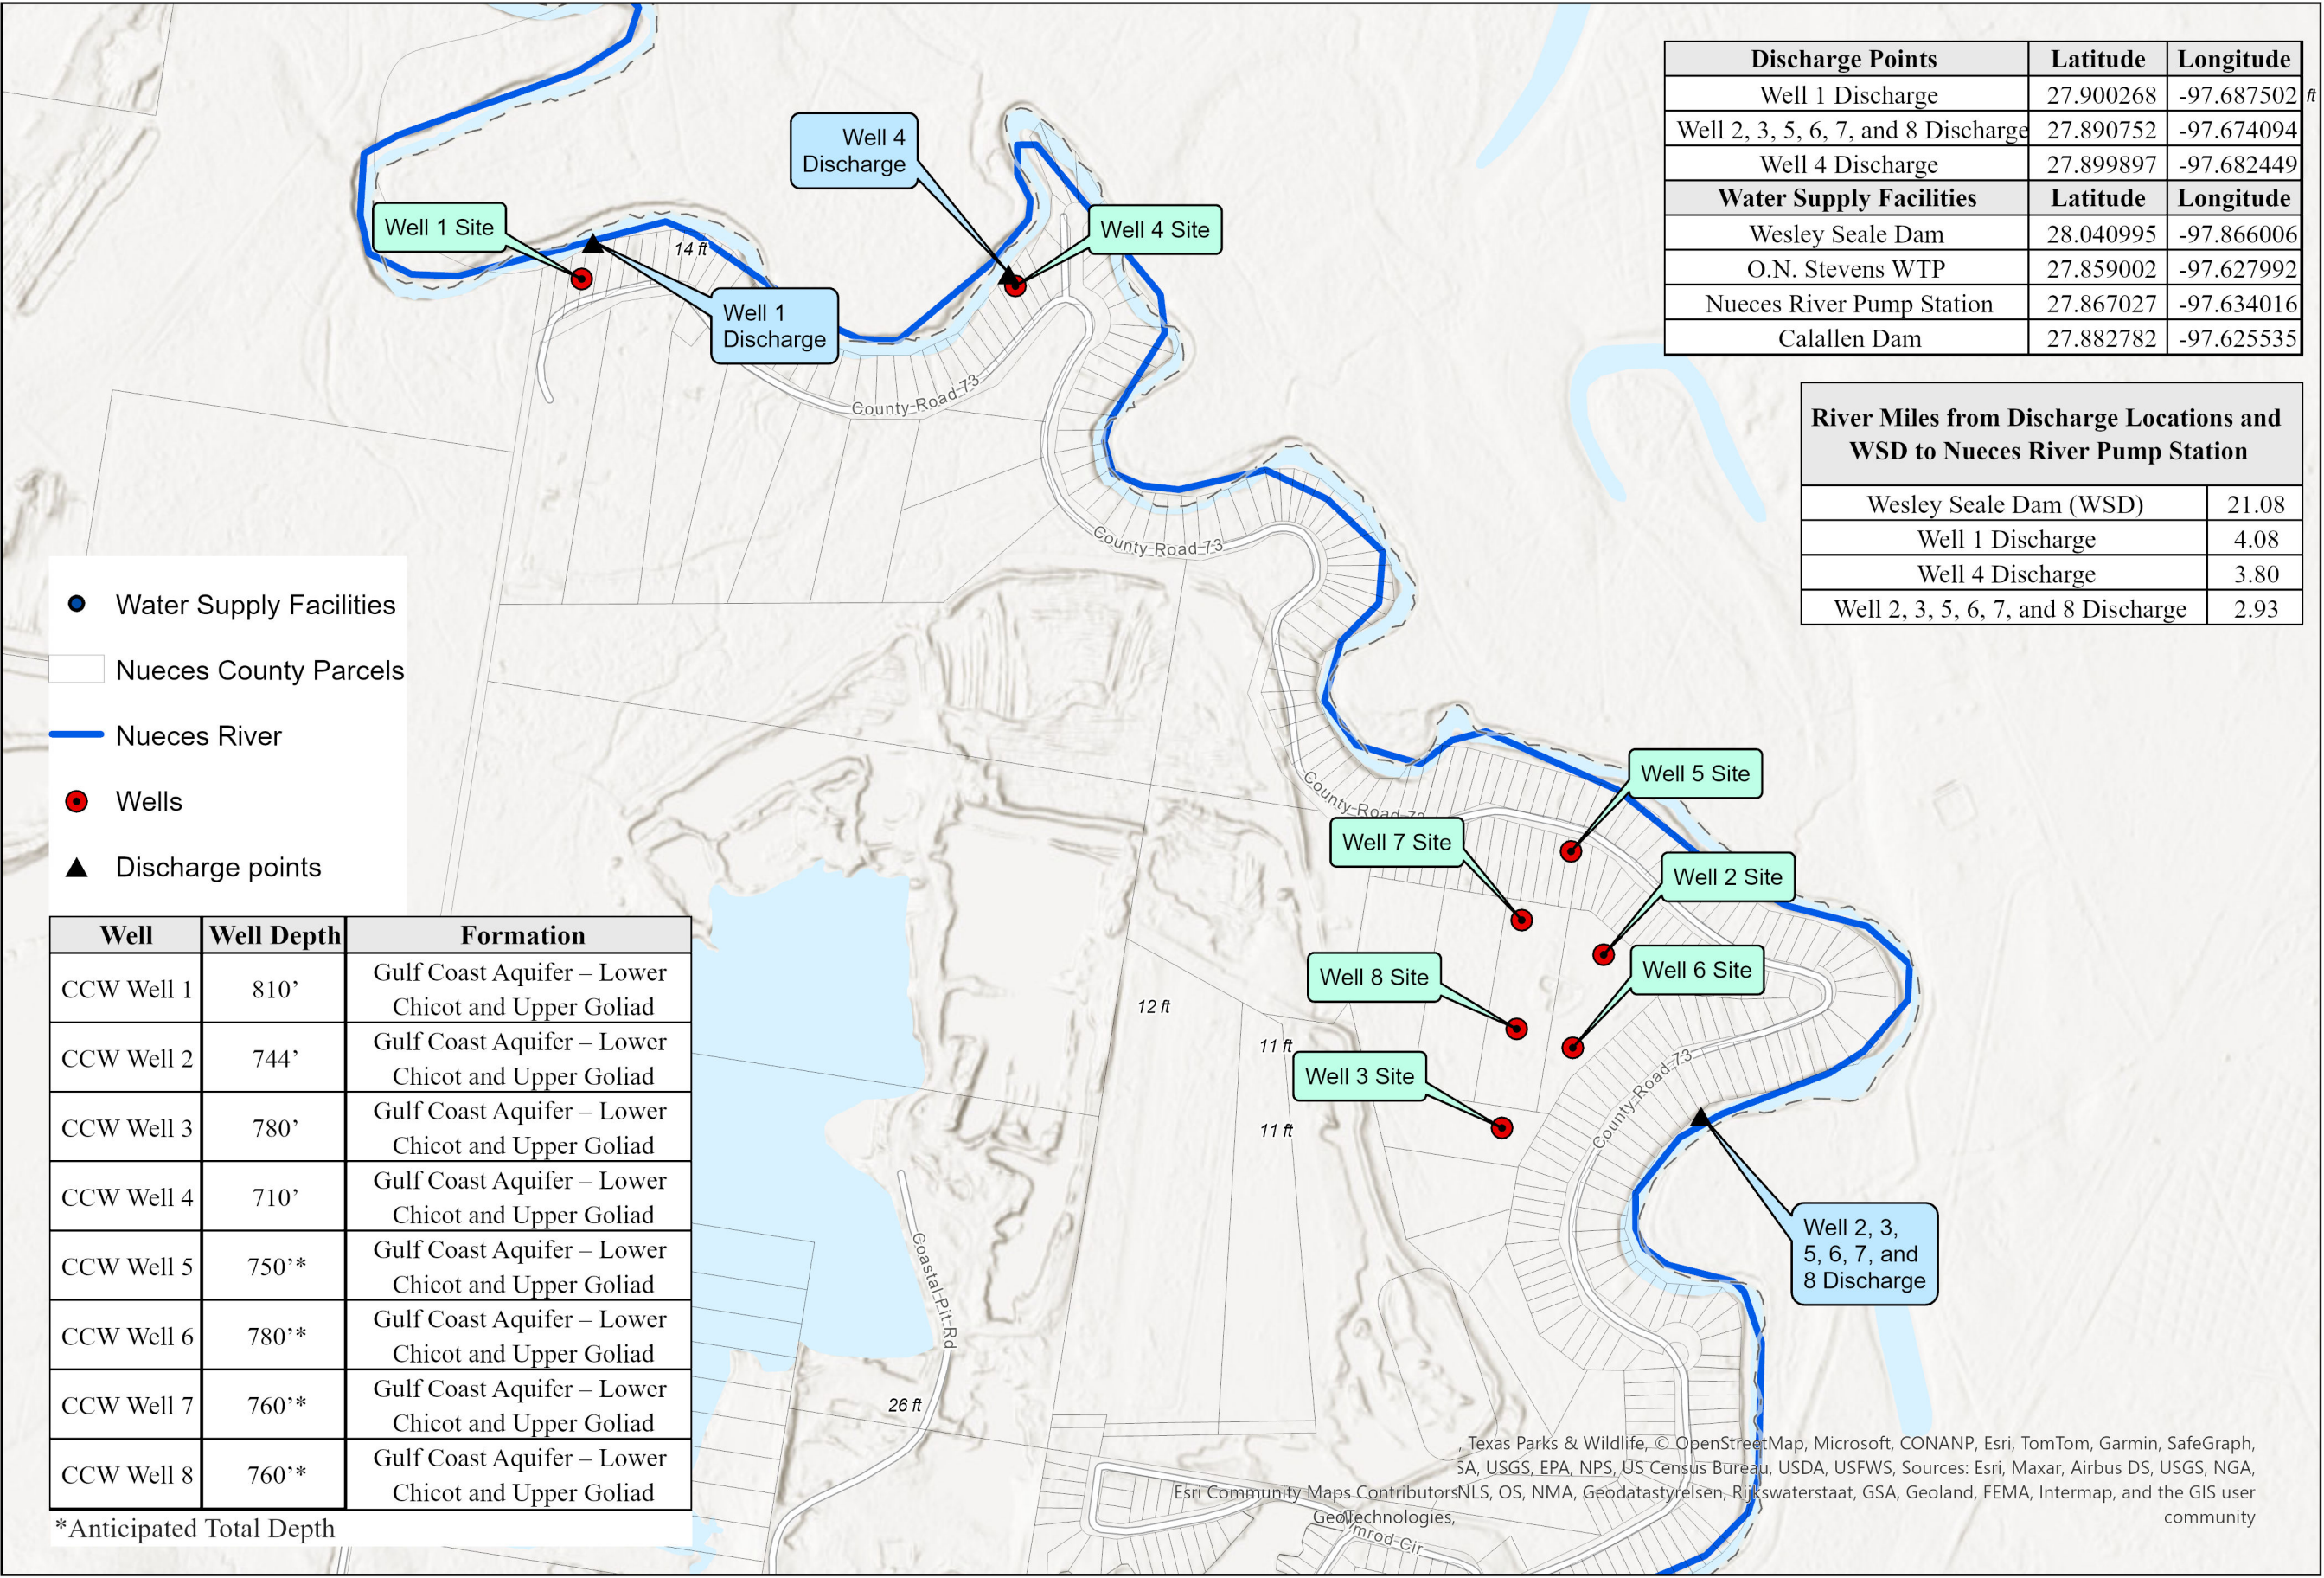 Discharge Points Latitude Longitude
Well 1 Discharge 27.900268 -97.687502
Well 2, 3, 5, 6, 7, and 8 Discharge 27.890752 -97.674094
Well 4 Discharge 27.899897 -97.682449
Water Supply Facilities Latitude Longitude
Wesley Seale Dam 28.040995 -97.866006
O.N. Stevens WTP 27.859002 -97.627992
Nueces River Pump Station 27.867027 -97.634016
Calallen Dam 27.882782 -97.625535
ft
River Miles from Discharge Locations and
WSD to Nueces River Pump Station
Wesley Seale Dam (WSD) 21.08
Well 1 Discharge 4.08
Well 4 Discharge 3.80
Well 2, 3, 5, 6, 7, and 8 Discharge 2.93
Well 4
Discharge
Well 1 Site
Well 4 Site
14 ft
Well 1
Discharge
County Road 73
County Road 73
Water Supply Facilities
Nueces County Parcels
Nueces River
Wells
Discharge points
Well 5 Site
County Road 73
Well 7 Site
Well 2 Site
Well 8 Site
Well 6 Site
12 ft
11 ft
Well 3 Site
County Road 73
11 ft
Well 2, 3,
5, 6, 7, and
8 Discharge
Coastal Pit Rd
26 ft
Well Well Depth Formation
CCW Well 1 810’ Gulf Coast Aquifer – Lower
Chicot and Upper Goliad
CCW Well 2 744’ Gulf Coast Aquifer – Lower
Chicot and Upper Goliad
CCW Well 3 780’ Gulf Coast Aquifer – Lower
Chicot and Upper Goliad
CCW Well 4 710’ Gulf Coast Aquifer – Lower
Chicot and Upper Goliad
CCW Well 5 750’* Gulf Coast Aquifer – Lower
Chicot and Upper Goliad
CCW Well 6 780’* Gulf Coast Aquifer – Lower
Chicot and Upper Goliad
CCW Well 7 760’* Gulf Coast Aquifer – Lower
Chicot and Upper Goliad
CCW Well 8 760’* Gulf Coast Aquifer – Lower
Chicot and Upper Goliad
*Anticipated Total Depth
, Texas Parks & Wildlife, © OpenStreetMap, Microsoft, CONANP, Esri, TomTom, Garmin, SafeGraph,
SA, USGS, EPA, NPS, US Census Bureau, USDA, USFWS, Sources: Esri, Maxar, Airbus DS, USGS, NGA,
Esri Community Maps Contributors NLS, OS, NMA, Geodatastyrelsen, Rijkswaterstaat, GSA, Geoland, FEMA, Intermap, and the GIS user
GeoTechnologies, community
Cir